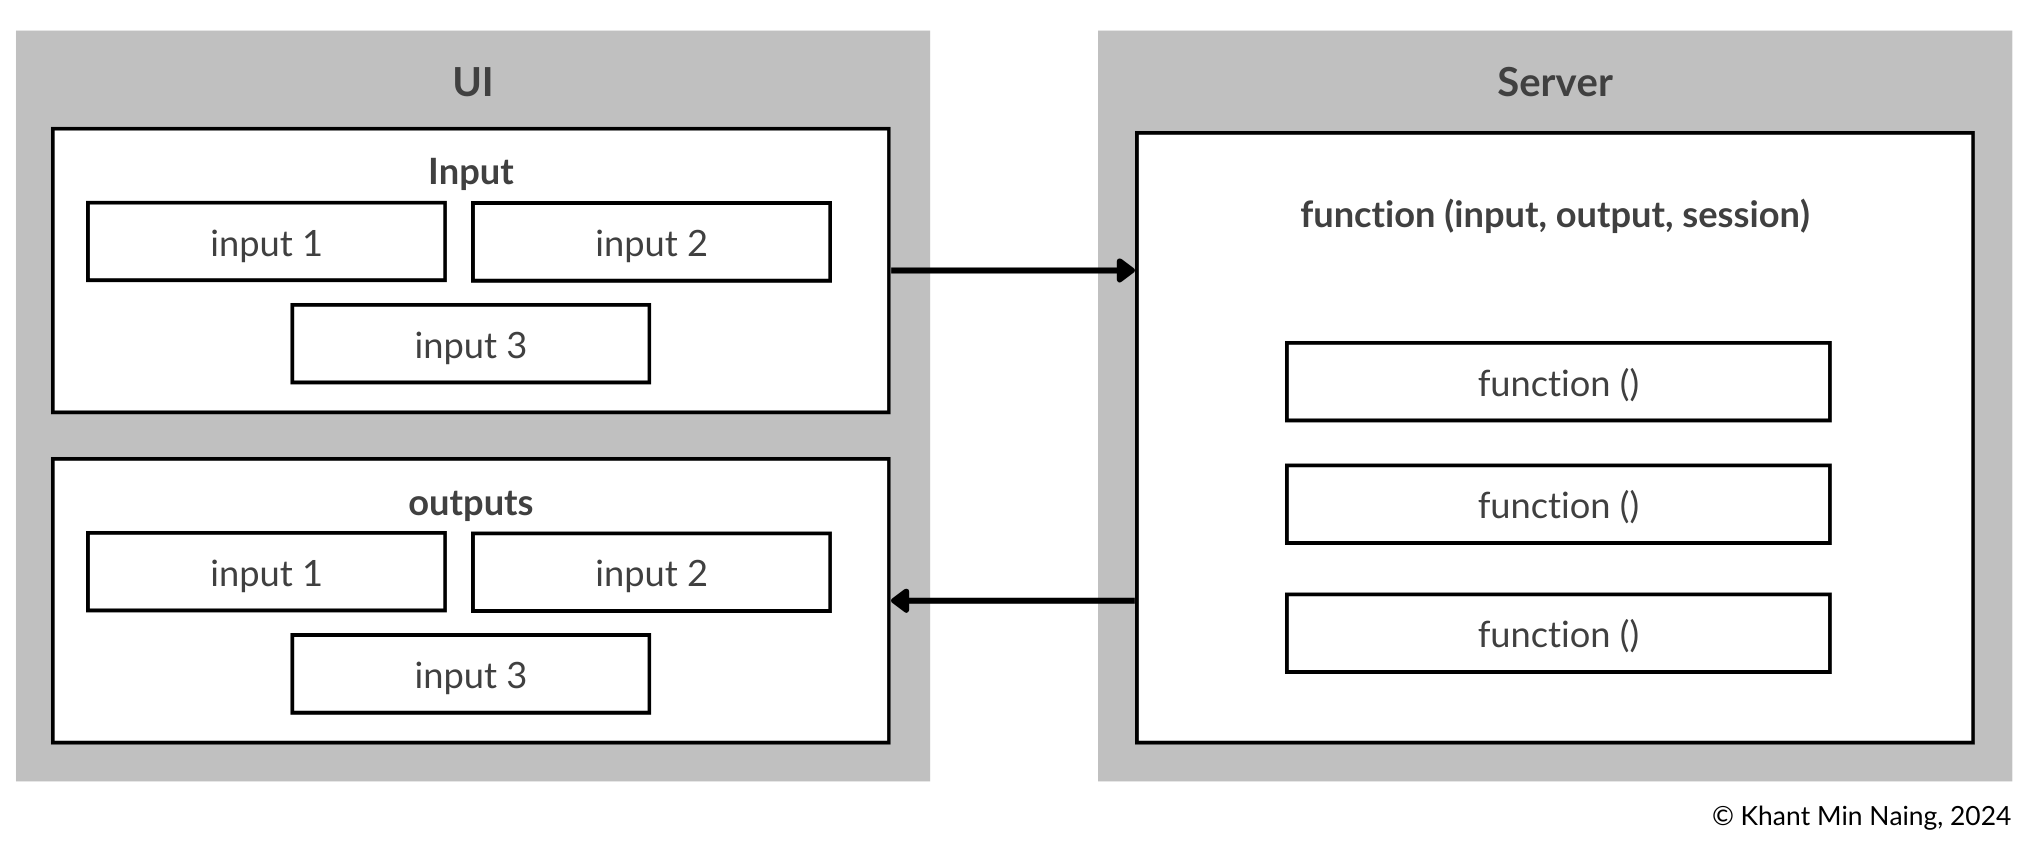 UI
Input
input 1
input 2
input 3
outputs
input 1
input 2
input 3
Server
function (input, output, session)
function ()
function ()
function ()
© Khant Min Naing, 2024